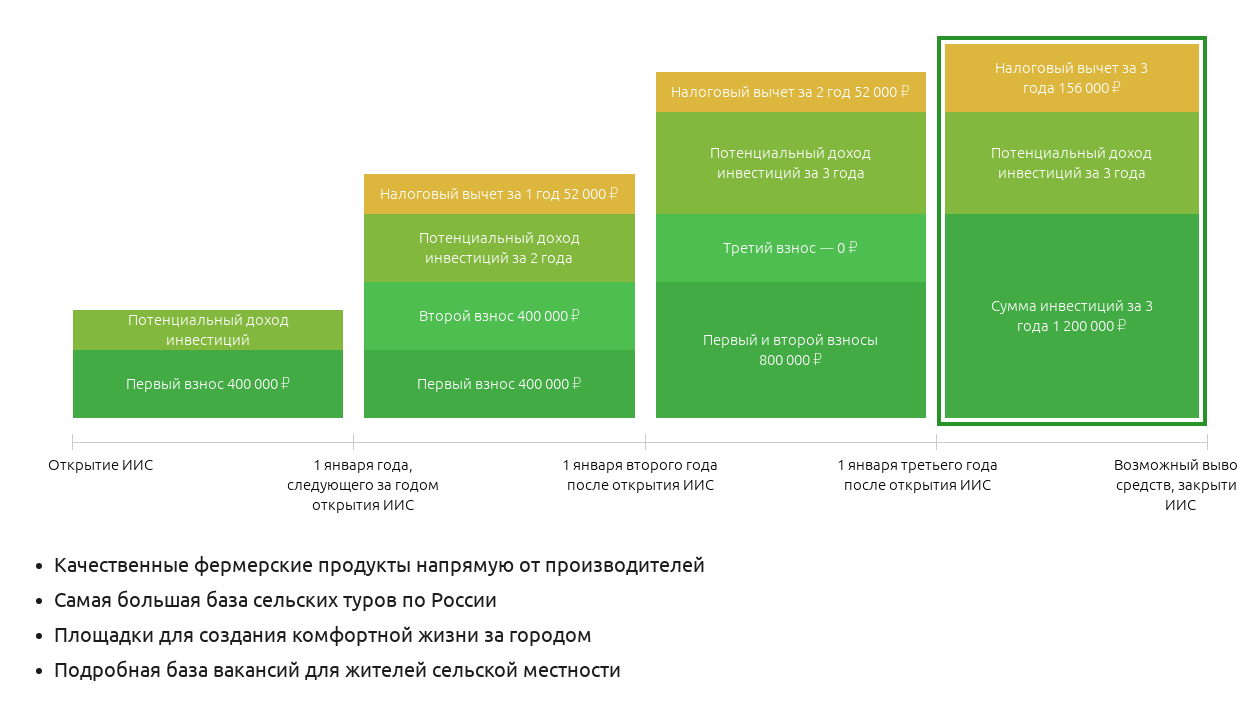 Потенциальный доход
инвестиций
Первый взнос 400 000 ₽
Налоговый вычет за 1 год 52 000 ₽
Потенциальный доход
инвестиций за 2 года
Второй взнос 400 000 ₽
Первый взнос 400 000 ₽
Налоговый вычет за 2 год 52 000 ₽
Потенциальный доход
инвестиций за 3 года
Третий взнос — 0 ₽
Первый и второй взносы
800 000 ₽
Налоговый вычет за 3
года 156 000 ₽
Потенциальный доход
инвестиций за 3 года
Сумма инвестиций за 3
года 1 200 000 ₽
Открытие ИИС
1 января года,
следующего за годом
открытия ИИС
1 января второго года
после открытия ИИС
1 января третьего года
после открытия ИИС
Возможный выво
средств, закрыти
ИИС
• Качественные фермерские продукты напрямую от производителей
• Самая большая база сельских туров по России
• Площадки для создания комфортной жизни за городом
• Подробная база вакансий для жителей сельской местности